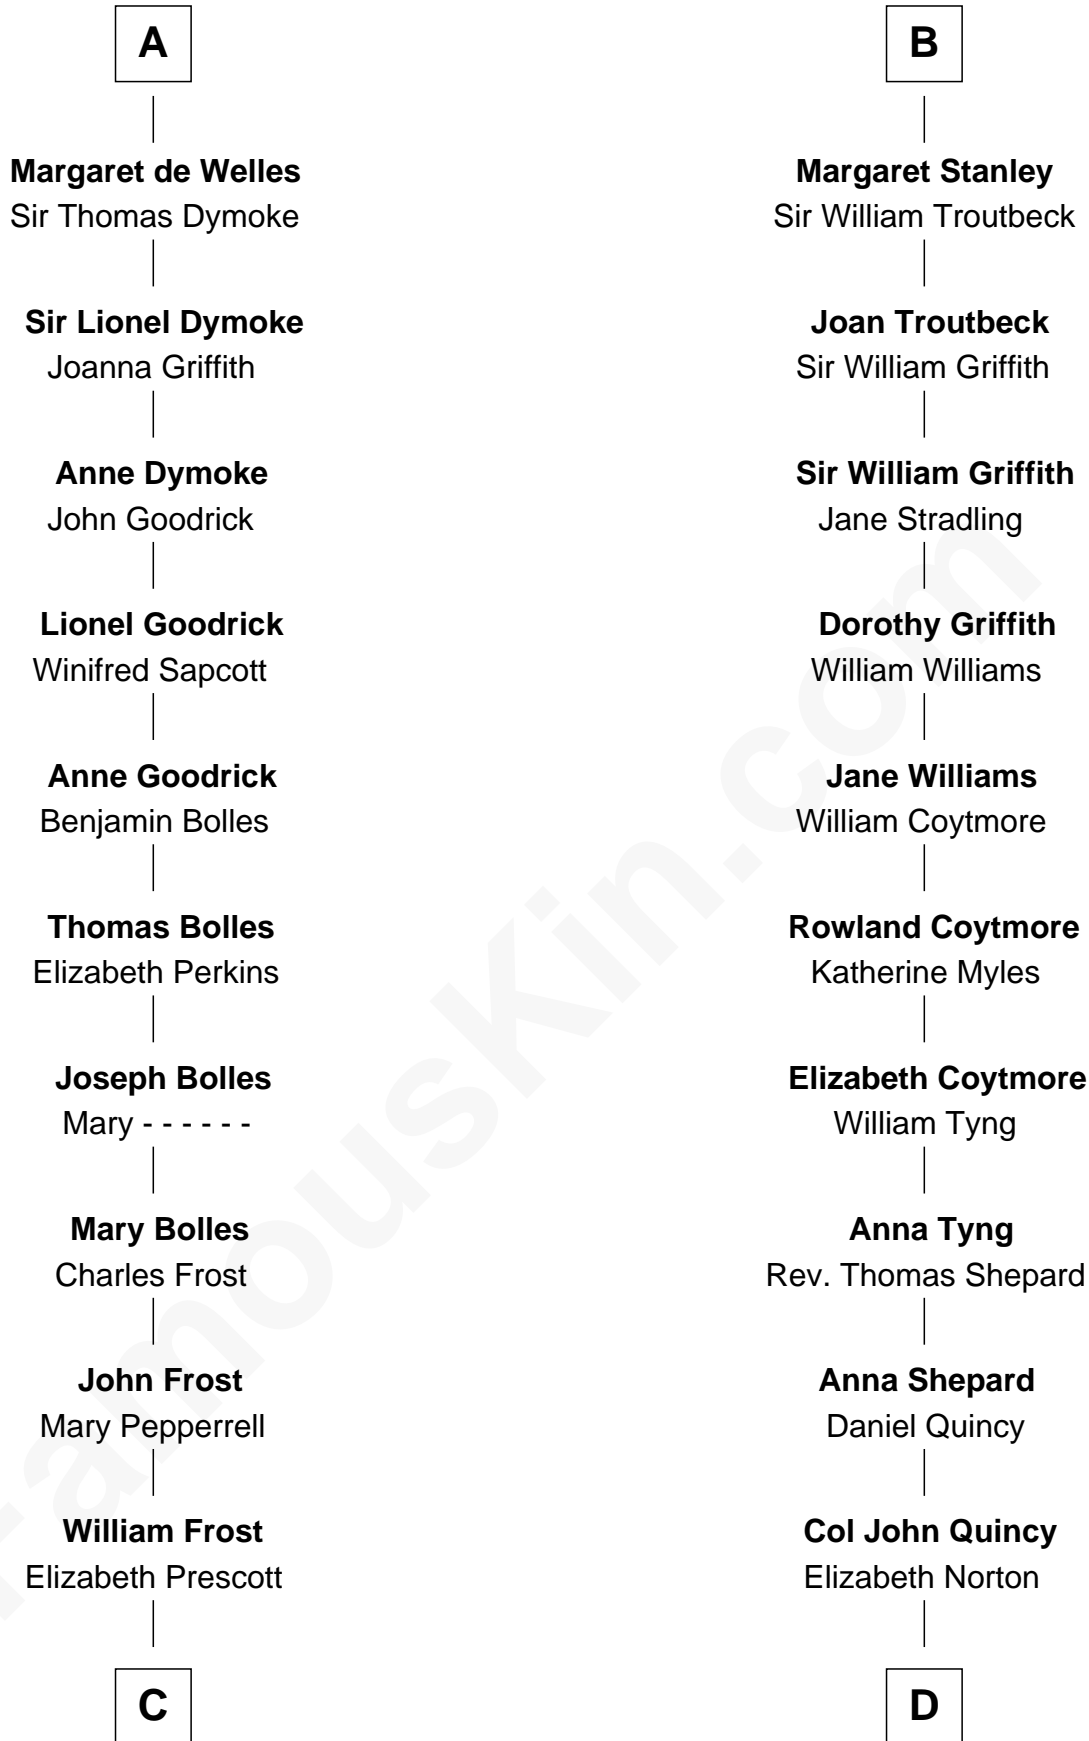 A
Margaret de Welles
Sir Thomas Dymoke
Sir Lionel Dymoke
Joanna Griffith
Anne Dymoke
John Goodrick
Lionel Goodrick
Winifred Sapcott
Anne Goodrick
Benjamin Bolles
Thomas Bolles
Elizabeth Perkins
Joseph Bolles
Mary - - - - - -
Mary Bolles
Charles Frost
John Frost
Mary Pepperrell
William Frost
Elizabeth Prescott
C
B
Margaret Stanley
Sir William Troutbeck
Joan Troutbeck
Sir William Griffith
Sir William Griffith
Jane Stradling
Dorothy Griffith
William Williams
Jane Williams
William Coytmore
Rowland Coytmore
Katherine Myles
Elizabeth Coytmore
William Tyng
Anna Tyng
Rev. Thomas Shepard
Anna Shepard
Daniel Quincy
Col John Quincy
Elizabeth Norton
D
FamousKin.com